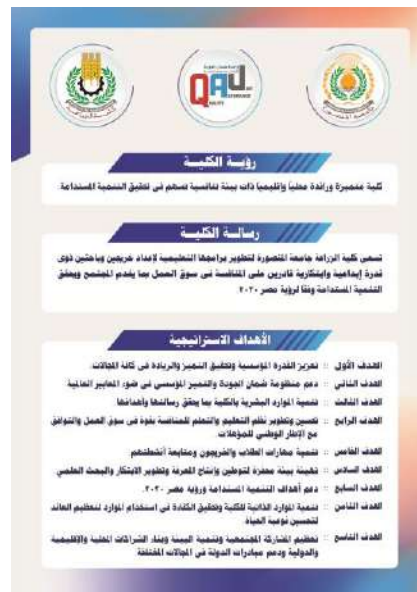 QAU
رؤية الكلية
كلية متميزة ورائدة محلياً وإقليمياً ذات بيئة تنافسية تسهم فى تحقيق التنمية المستدامة
رسالة الكلية
تسعى كلية الزراعة جامعة المنصورة لتطوير برامجها التعليمية لإعداد خريجين وباحثين ذوى
قدرة إبداعية وابتكارية قادرين على المنافسة فى سوق العمل بما يخدم المجتمع ويحقق
التنمية المستدامة وفقاً لرؤية مصر ٢٠٣٠
الأهداف الاستراتيجية
الهدف الأول :: تعزيز القدرة المؤسسية وتحقيق التميز والريادة فى كافة المجالات.
الهدف الثاني :: دعم منظومة ضمان الجودة والتميز المؤسسي فى ضوء المعايير العالمية
الهدف الثالث :: تنمية الموارد البشرية بالكلية بما يحقق رسالتها وأهدافها
الهدف الرابع :: تحسين وتطوير نظم التعليم والتعلم للمنافسة بقوة فى سوق العمل والتوافق
مع الإطار الوطني للمؤهلات.
الهدف الخامس :: تنمية مهارات الطلاب والخريجون ومتابعة أنشطتهم
الهدف السادس :: تهيئة بيئة محفزة لتوطين وإنتاج المعرفة وتطوير الابتكار والبحث العلمي
الهدف السابع :: دعم أهداف التنمية المستدامة ورؤية مصر ٢٠٣٠.
الهدف الثامن :: تنمية الموارد الذاتية للكلية وتحقيق الكفاءة فى استخدام الموارد لتعظيم العائد
لتحسين نوعية الحياة
الهدف التاسع :: تعظيم المشاركة المجتمعية وتنمية البيئة وبناء الشراكات المحلية والإقليمية
والدولية ودعم مبادرات الدولة فى المجالات المختلفة